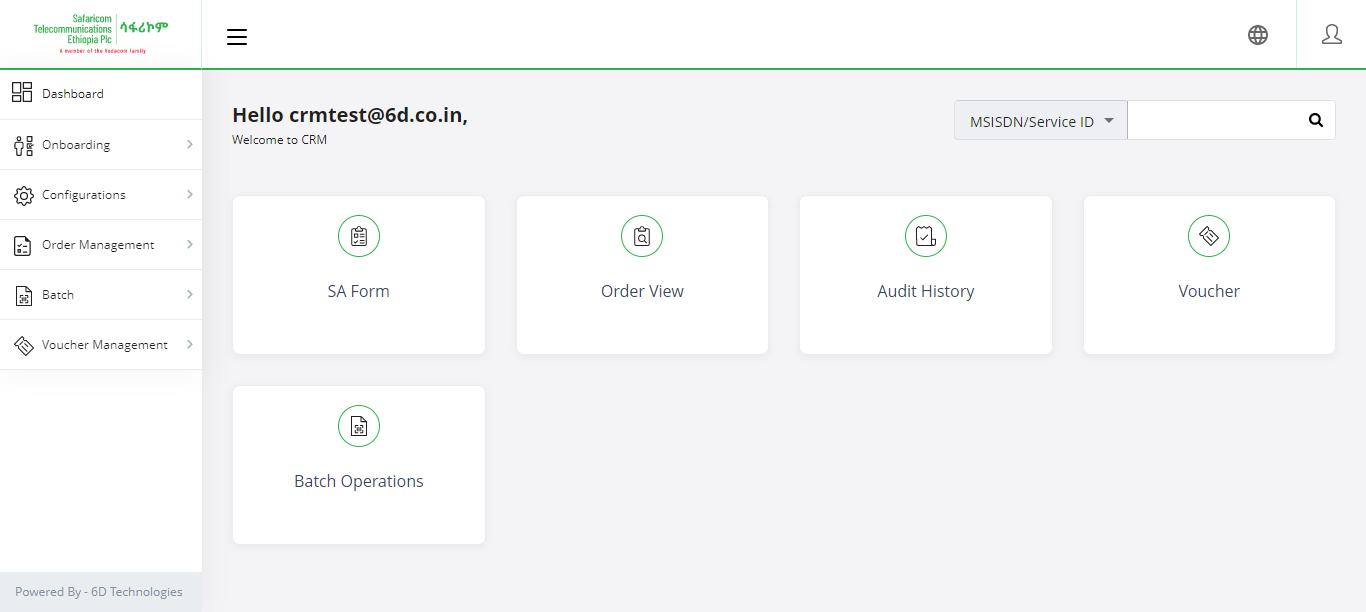 Safaricom
Telecommunications
Ethiopia Plc
ሳፋሪኮም
A member of the Vodacom family
Dashboard
Onboarding
Configurations
Order Management
Batch
Voucher Management
Powered By - 6D Technologies
Hello crmtest@6d.co.in,
Welcome to CRM
MSISDN/Service ID
SA Form
Order View
Audit History
Voucher
Batch Operations